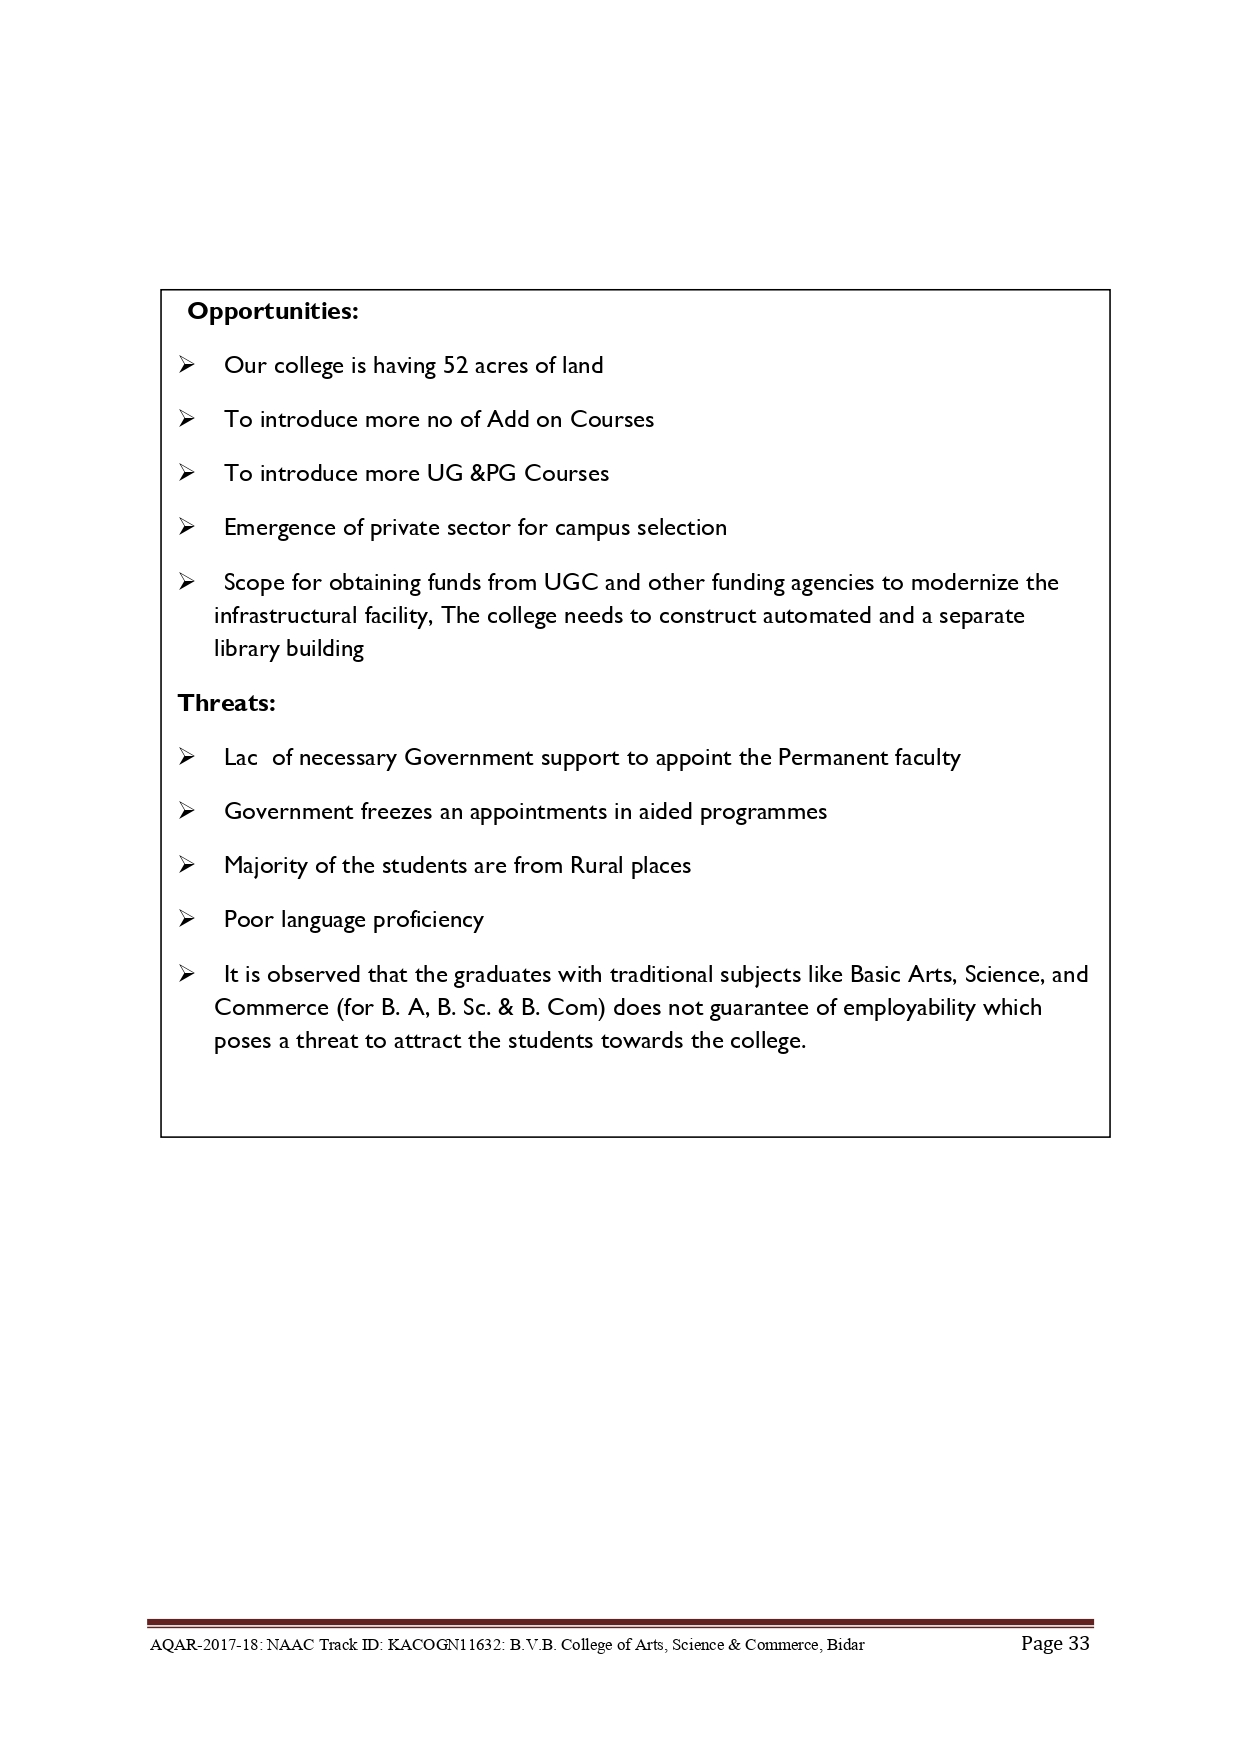 Opportunities:
➢ Our college is having 52 acres of land
➢ To introduce more no of Add on Courses
➢ To introduce more UG &PG Courses
➢ Emergence of private sector for campus selection
➢ Scope for obtaining funds from UGC and other funding agencies to modernize the
infrastructural facility, The college needs to construct automated and a separate
library building
Threats:
➢ Lac  of necessary Government support to appoint the Permanent faculty
➢ Government freezes an appointments in aided programmes
➢ Majority of the students are from Rural places
➢ Poor language proficiency
➢ It is observed that the graduates with traditional subjects like Basic Arts, Science, and
Commerce (for B. A, B. Sc. & B. Com) does not guarantee of employability which
poses a threat to attract the students towards the college.
AQAR-2017-18: NAAC Track ID: KACOGN11632: B.V.B. College of Arts, Science & Commerce, Bidar Page 33